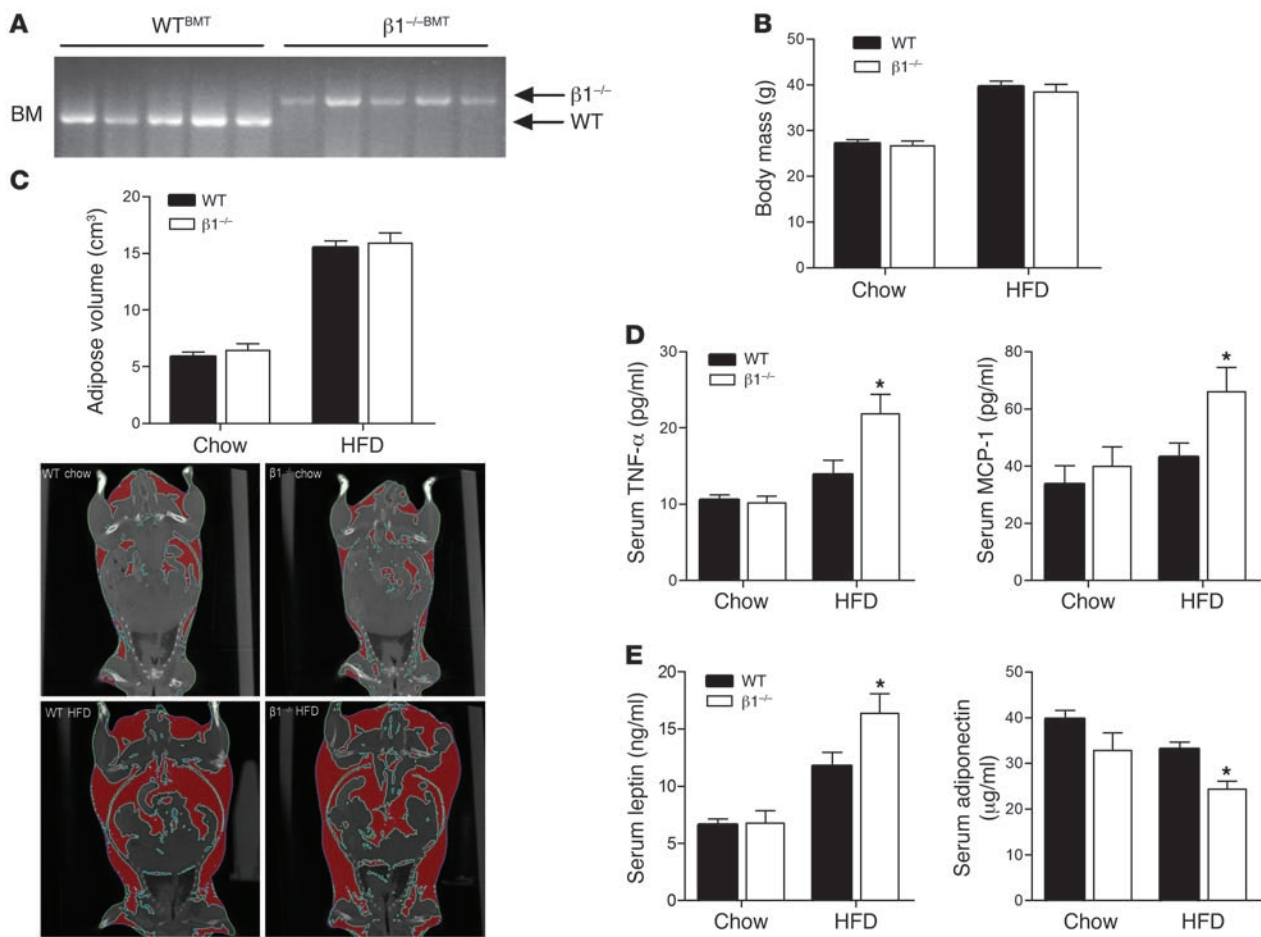 A
WT^BMT
β1^−/−BMT
BM
β1^−/−
WT
B
Body mass (g)
50
40
30
20
10
0
WT
β1^−/−
Chow
HFD
C
Adipose volume (cm³)
20
15
10
5
0
WT
β1^−/−
Chow
HFD
WT chow
β1^−/− chow
WT HFD
β1^−/− HFD
D
Serum TNF-α (pg/ml)
30
20
10
0
WT
β1^−/−
*
Chow
HFD
Serum MCP-1 (pg/ml)
80
60
40
20
0
*
Chow
HFD
E
Serum leptin (ng/ml)
20
15
10
5
0
WT
β1^−/−
*
Chow
HFD
Serum adiponectin
(μg/ml)
50
40
30
20
10
0
*
Chow
HFD